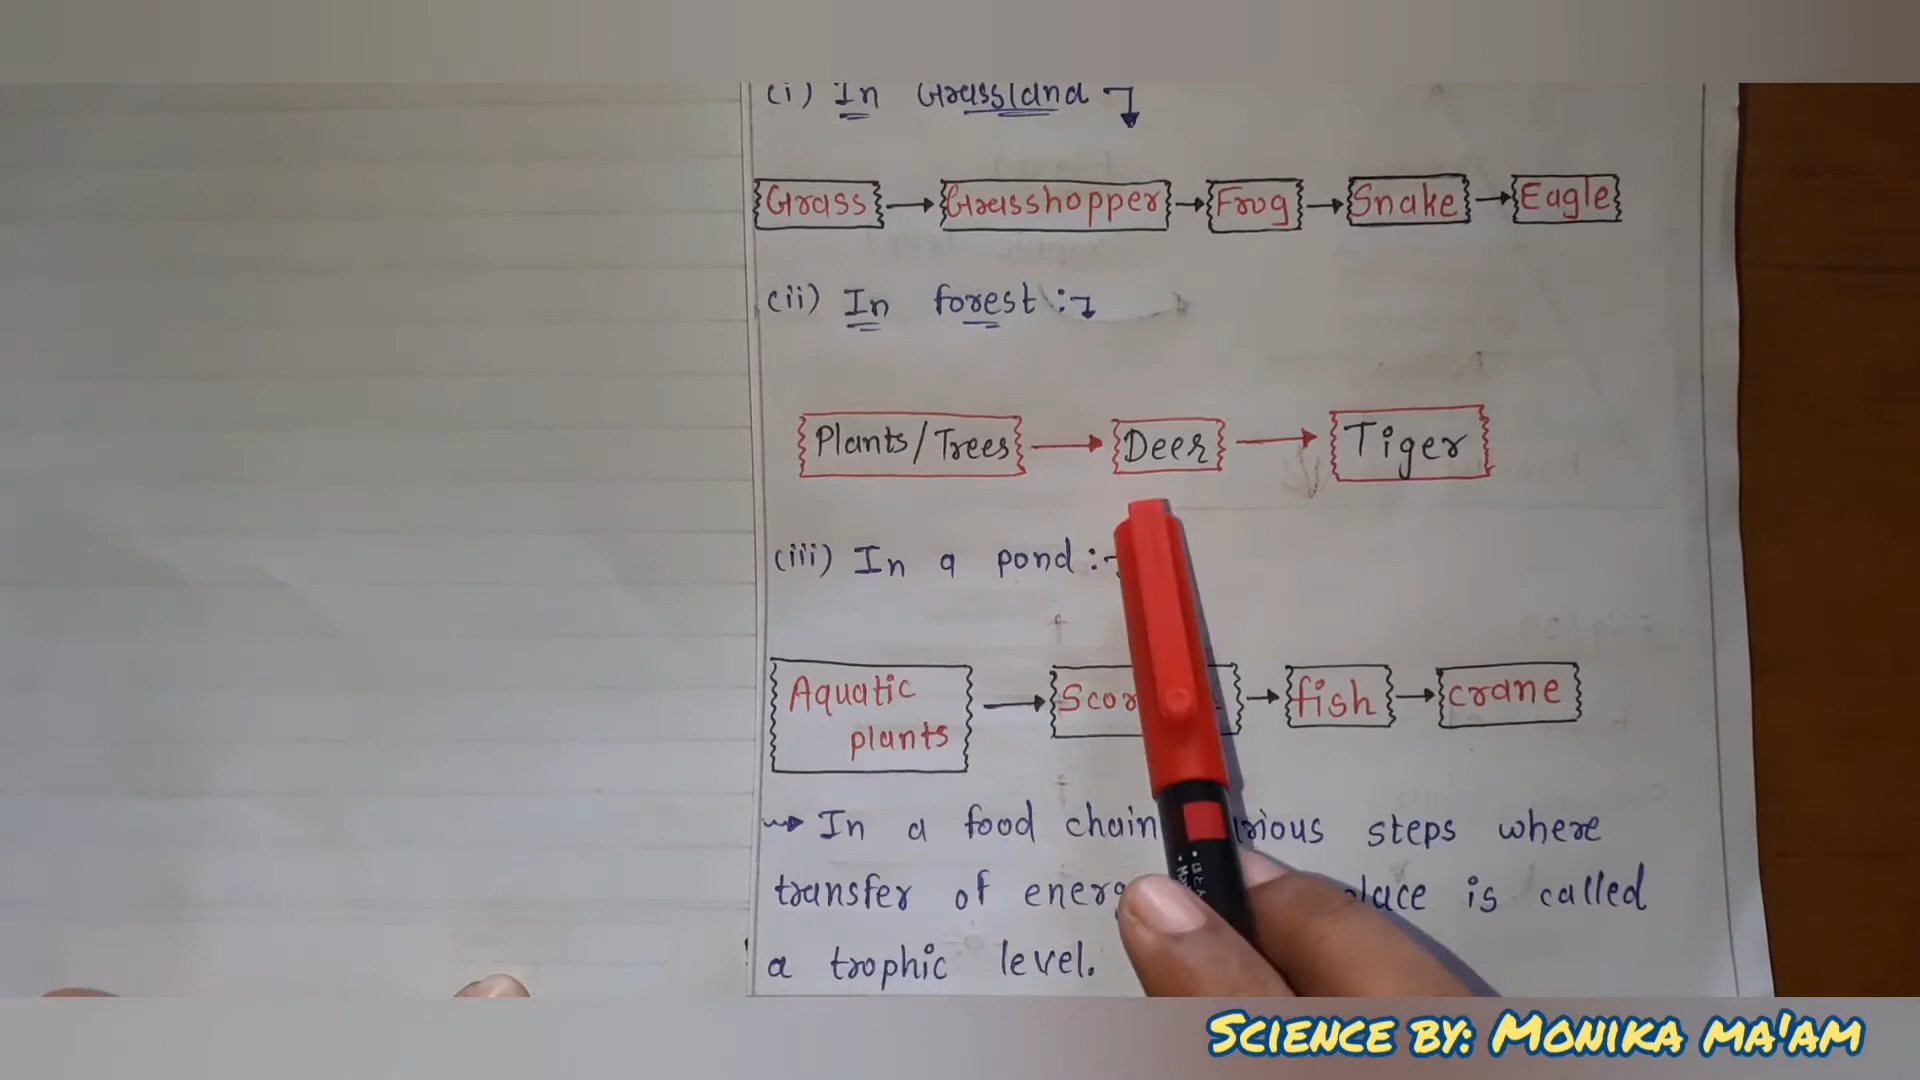 (i) In Grassland
Grass → Grasshopper → Frog → Snake → Eagle
(ii) In forest :
Plants/Trees → Deer → Tiger
(iii) In a pond :-
Aquatic plants → Scor → fish → crane
In a food chain rious steps where
transfer of energ lace is called
a trophic level.
Science by: Monika ma'am